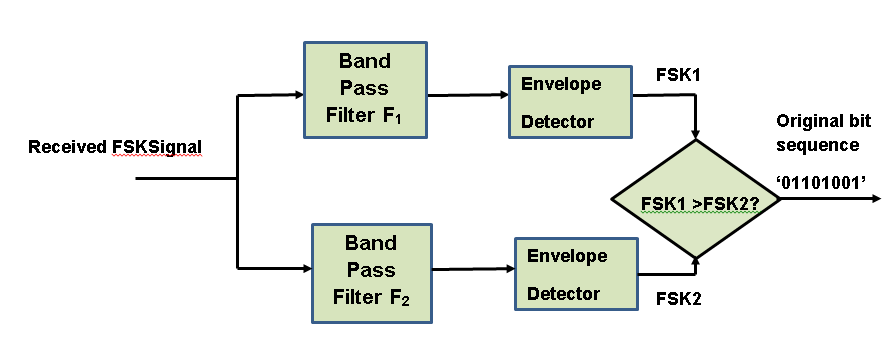 Band
Pass
Filter F₁
Envelope
Detector
FSK1
Received FSKSignal
Original bit
sequence
‘01101001’
FSK1 >FSK2?
Band
Pass
Filter F₂
Envelope
Detector
FSK2